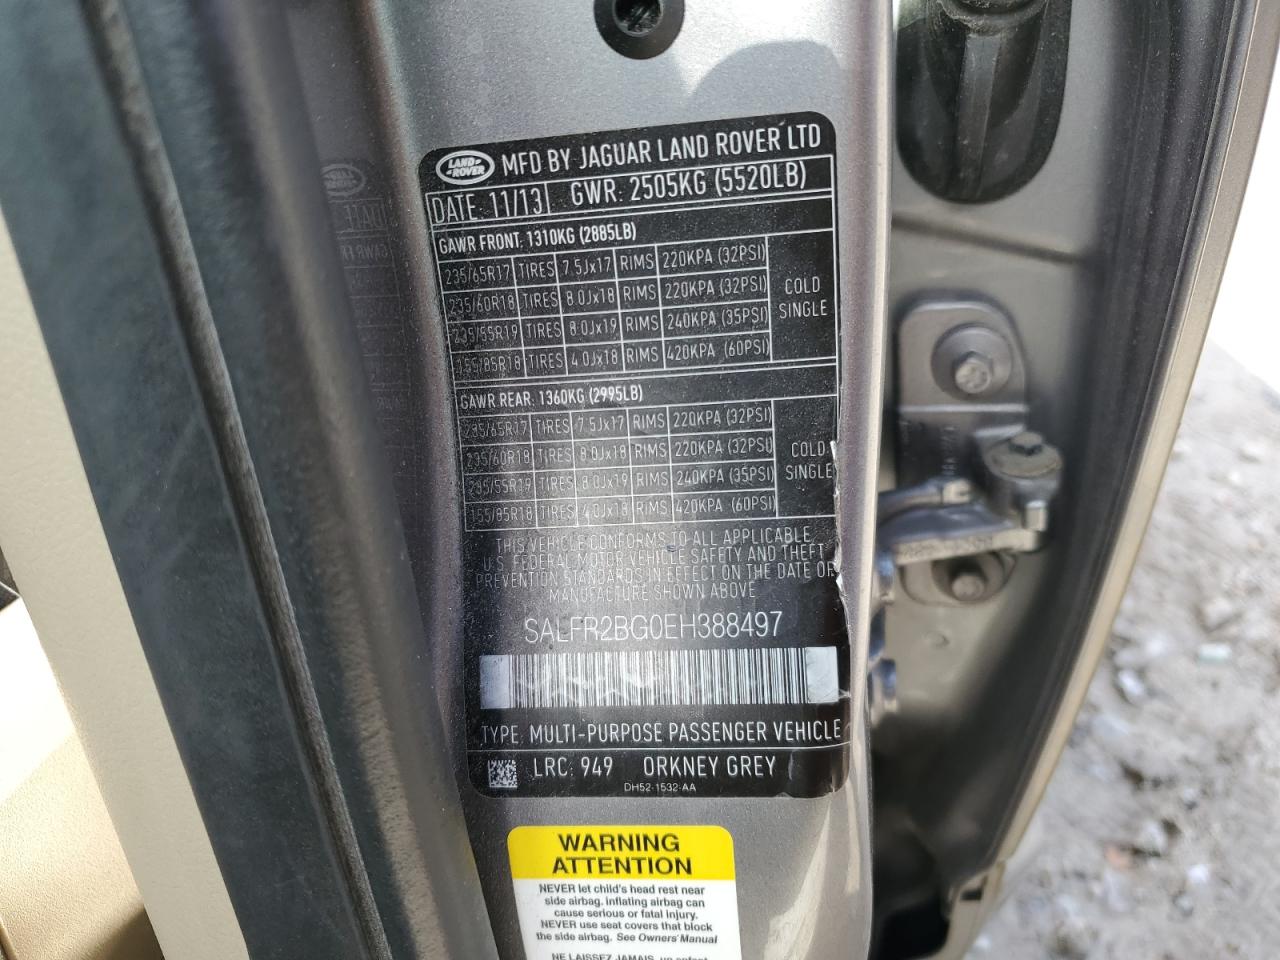 LAND ROVER MFD BY JAGUAR LAND ROVER LTD
DATE: 11/13 GWR: 2505KG (5520LB)
GAWR FRONT: 1310KG (2885LB)
235/65R17 TIRES 7.5Jx17 RIMS 220KPA (32PSI)
235/60R18 TIRES 8.0Jx18 RIMS 220KPA (32PSI) COLD
235/55R19 TIRES 8.0Jx19 RIMS 240KPA (35PSI) SINGLE
155/85R18 TIRES 4.0Jx18 RIMS 420KPA (60PSI)
GAWR REAR: 1360KG (2995LB)
235/65R17 TIRES 7.5Jx17 RIMS 220KPA (32PSI)
235/60R18 TIRES 8.0Jx18 RIMS 220KPA (32PSI) COLD
235/55R19 TIRES 8.0Jx19 RIMS 240KPA (35PSI) SINGLE
155/85R18 TIRES 4.0Jx18 RIMS 420KPA (60PSI)
THIS VEHICLE CONFORMS TO ALL APPLICABLE
U.S. FEDERAL MOTOR VEHICLE SAFETY AND THEFT
PREVENTION STANDARDS IN EFFECT ON THE DATE OF
MANUFACTURE SHOWN ABOVE
SALFR2BG0EH388497
TYPE: MULTI-PURPOSE PASSENGER VEHICLE
LRC: 949 ORKNEY GREY
DH52-1532-AA
WARNING
ATTENTION
NEVER let child's head rest near
side airbag. inflating airbag can
cause serious or fatal injury.
NEVER use seat covers that block
the side airbag. See Owners' Manual
NE LAISSEZ JAMAIS un enfant